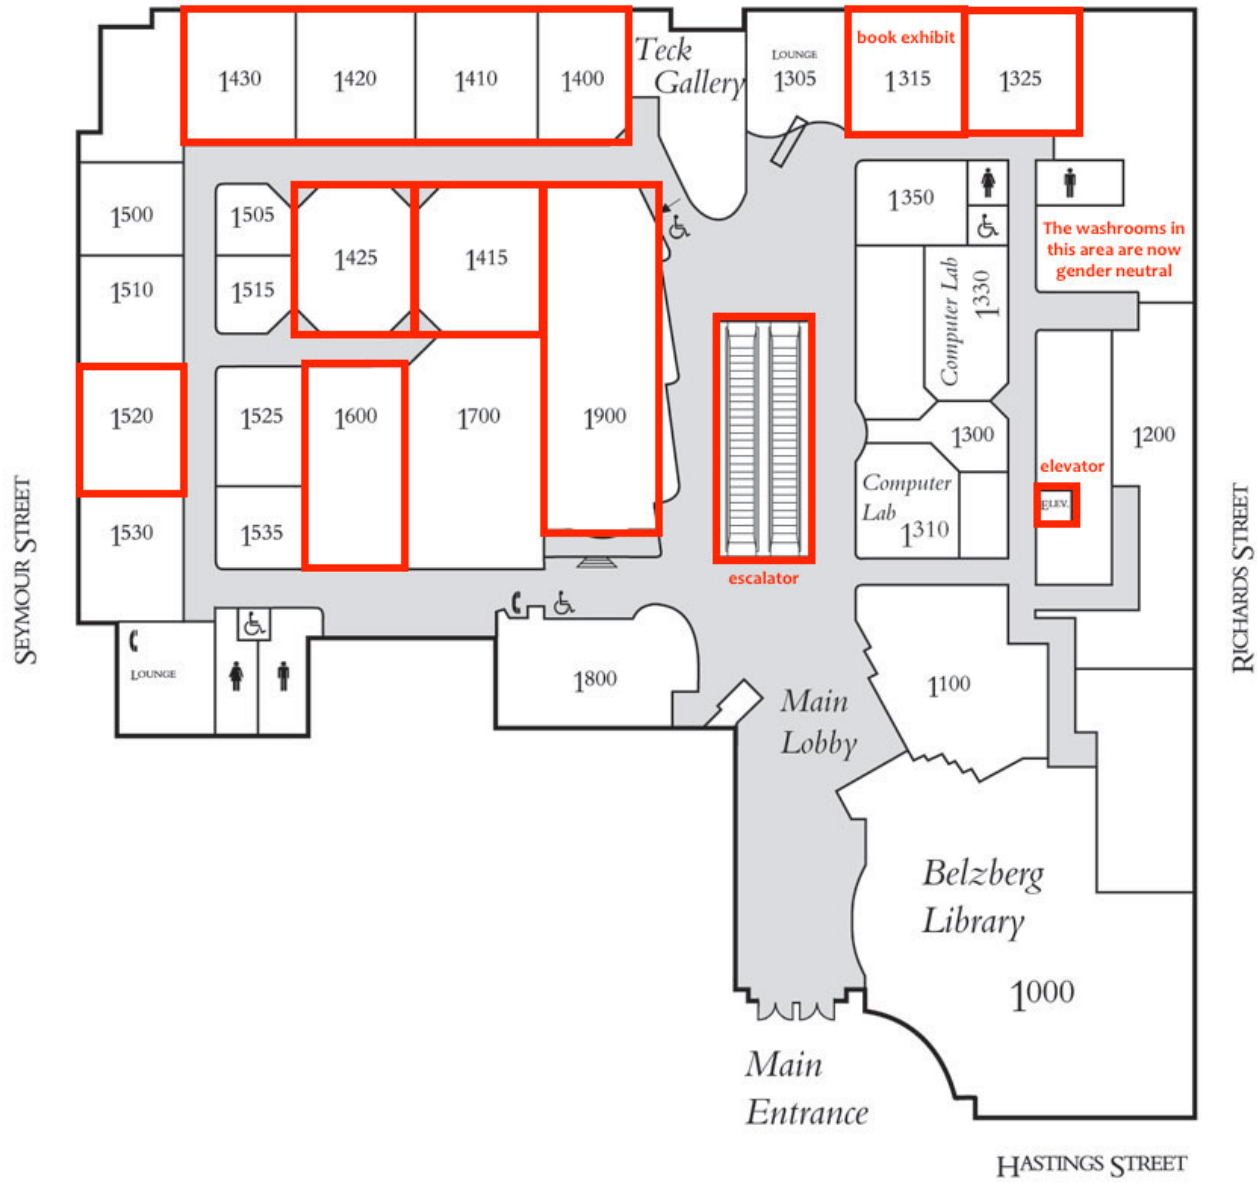 1430
1420
1410
1400
Teck
Gallery
LOUNGE
1305
book exhibit
1315
1325
1500
1505
1425
1415
1350
The washrooms in
this area are now
gender neutral
1510
1515
Computer Lab
1330
1520
1525
1600
1700
1900
1300
1200
elevator
ELEV.
Computer
Lab 1310
1530
1535
escalator
SEYMOUR STREET
RICHARDS STREET
LOUNGE
1800
1100
Main
Lobby
Belzberg
Library
1000
Main
Entrance
HASTINGS STREET